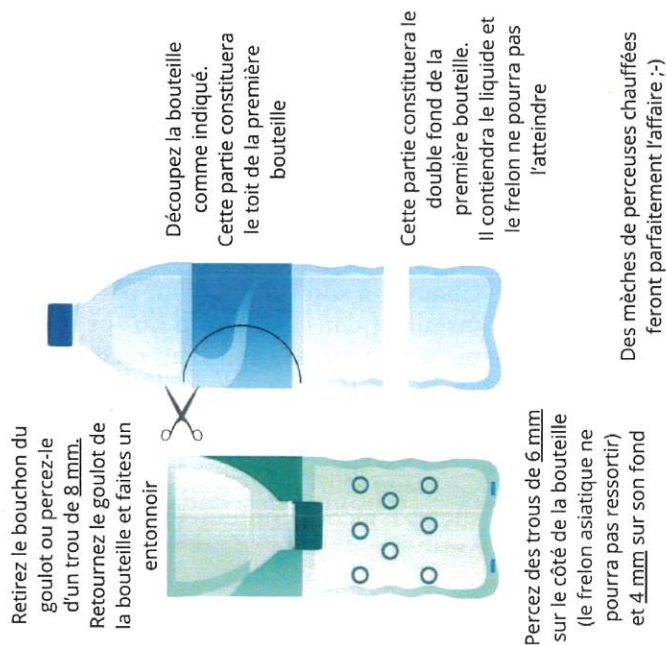 Retirez le bouchon du
goulot ou percez-le
d'un trou de 8 mm.
Retournez le goulot de
la bouteille et faites un
entonnoir
Découpez la bouteille
comme indiqué.
Cette partie constituera
le toit de la première
bouteille
Percez des trous de 6 mm
sur le côté de la bouteille
(le frelon asiatique ne
pourra pas ressortir)
et 4 mm sur son fond
Cette partie constituera le
double fond de la
première bouteille.
Il contiendra le liquide et
le frelon ne pourra pas
l'atteindre
Des mèches de perceuses chauffées
feront parfaitement l'affaire ;-)